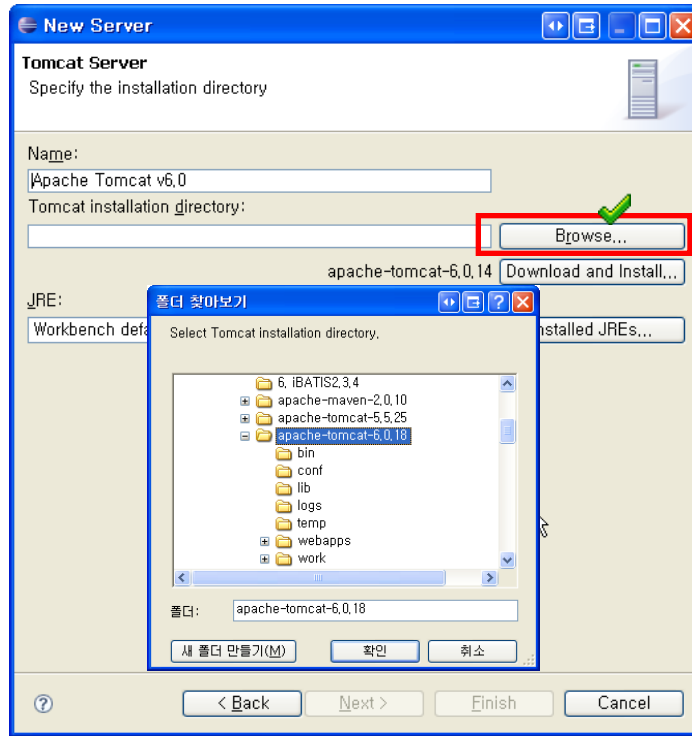 New Server
Tomcat Server
Specify the installation directory
Name:
Apache Tomcat v6.0
Tomcat installation directory:
Browse...
apache-tomcat-6.0.14 Download and Install...
JRE:
Workbench defa
nstalled JREs...
폴더 찾아보기
Select Tomcat installation directory.
6. iBATIS2.3.4
apache-maven-2.0.10
apache-tomcat-5.5.25
apache-tomcat-6.0.18
bin
conf
lib
logs
temp
webapps
work
폴더: apache-tomcat-6.0.18
새 폴더 만들기(M) 확인 취소
< Back Next > Finish Cancel